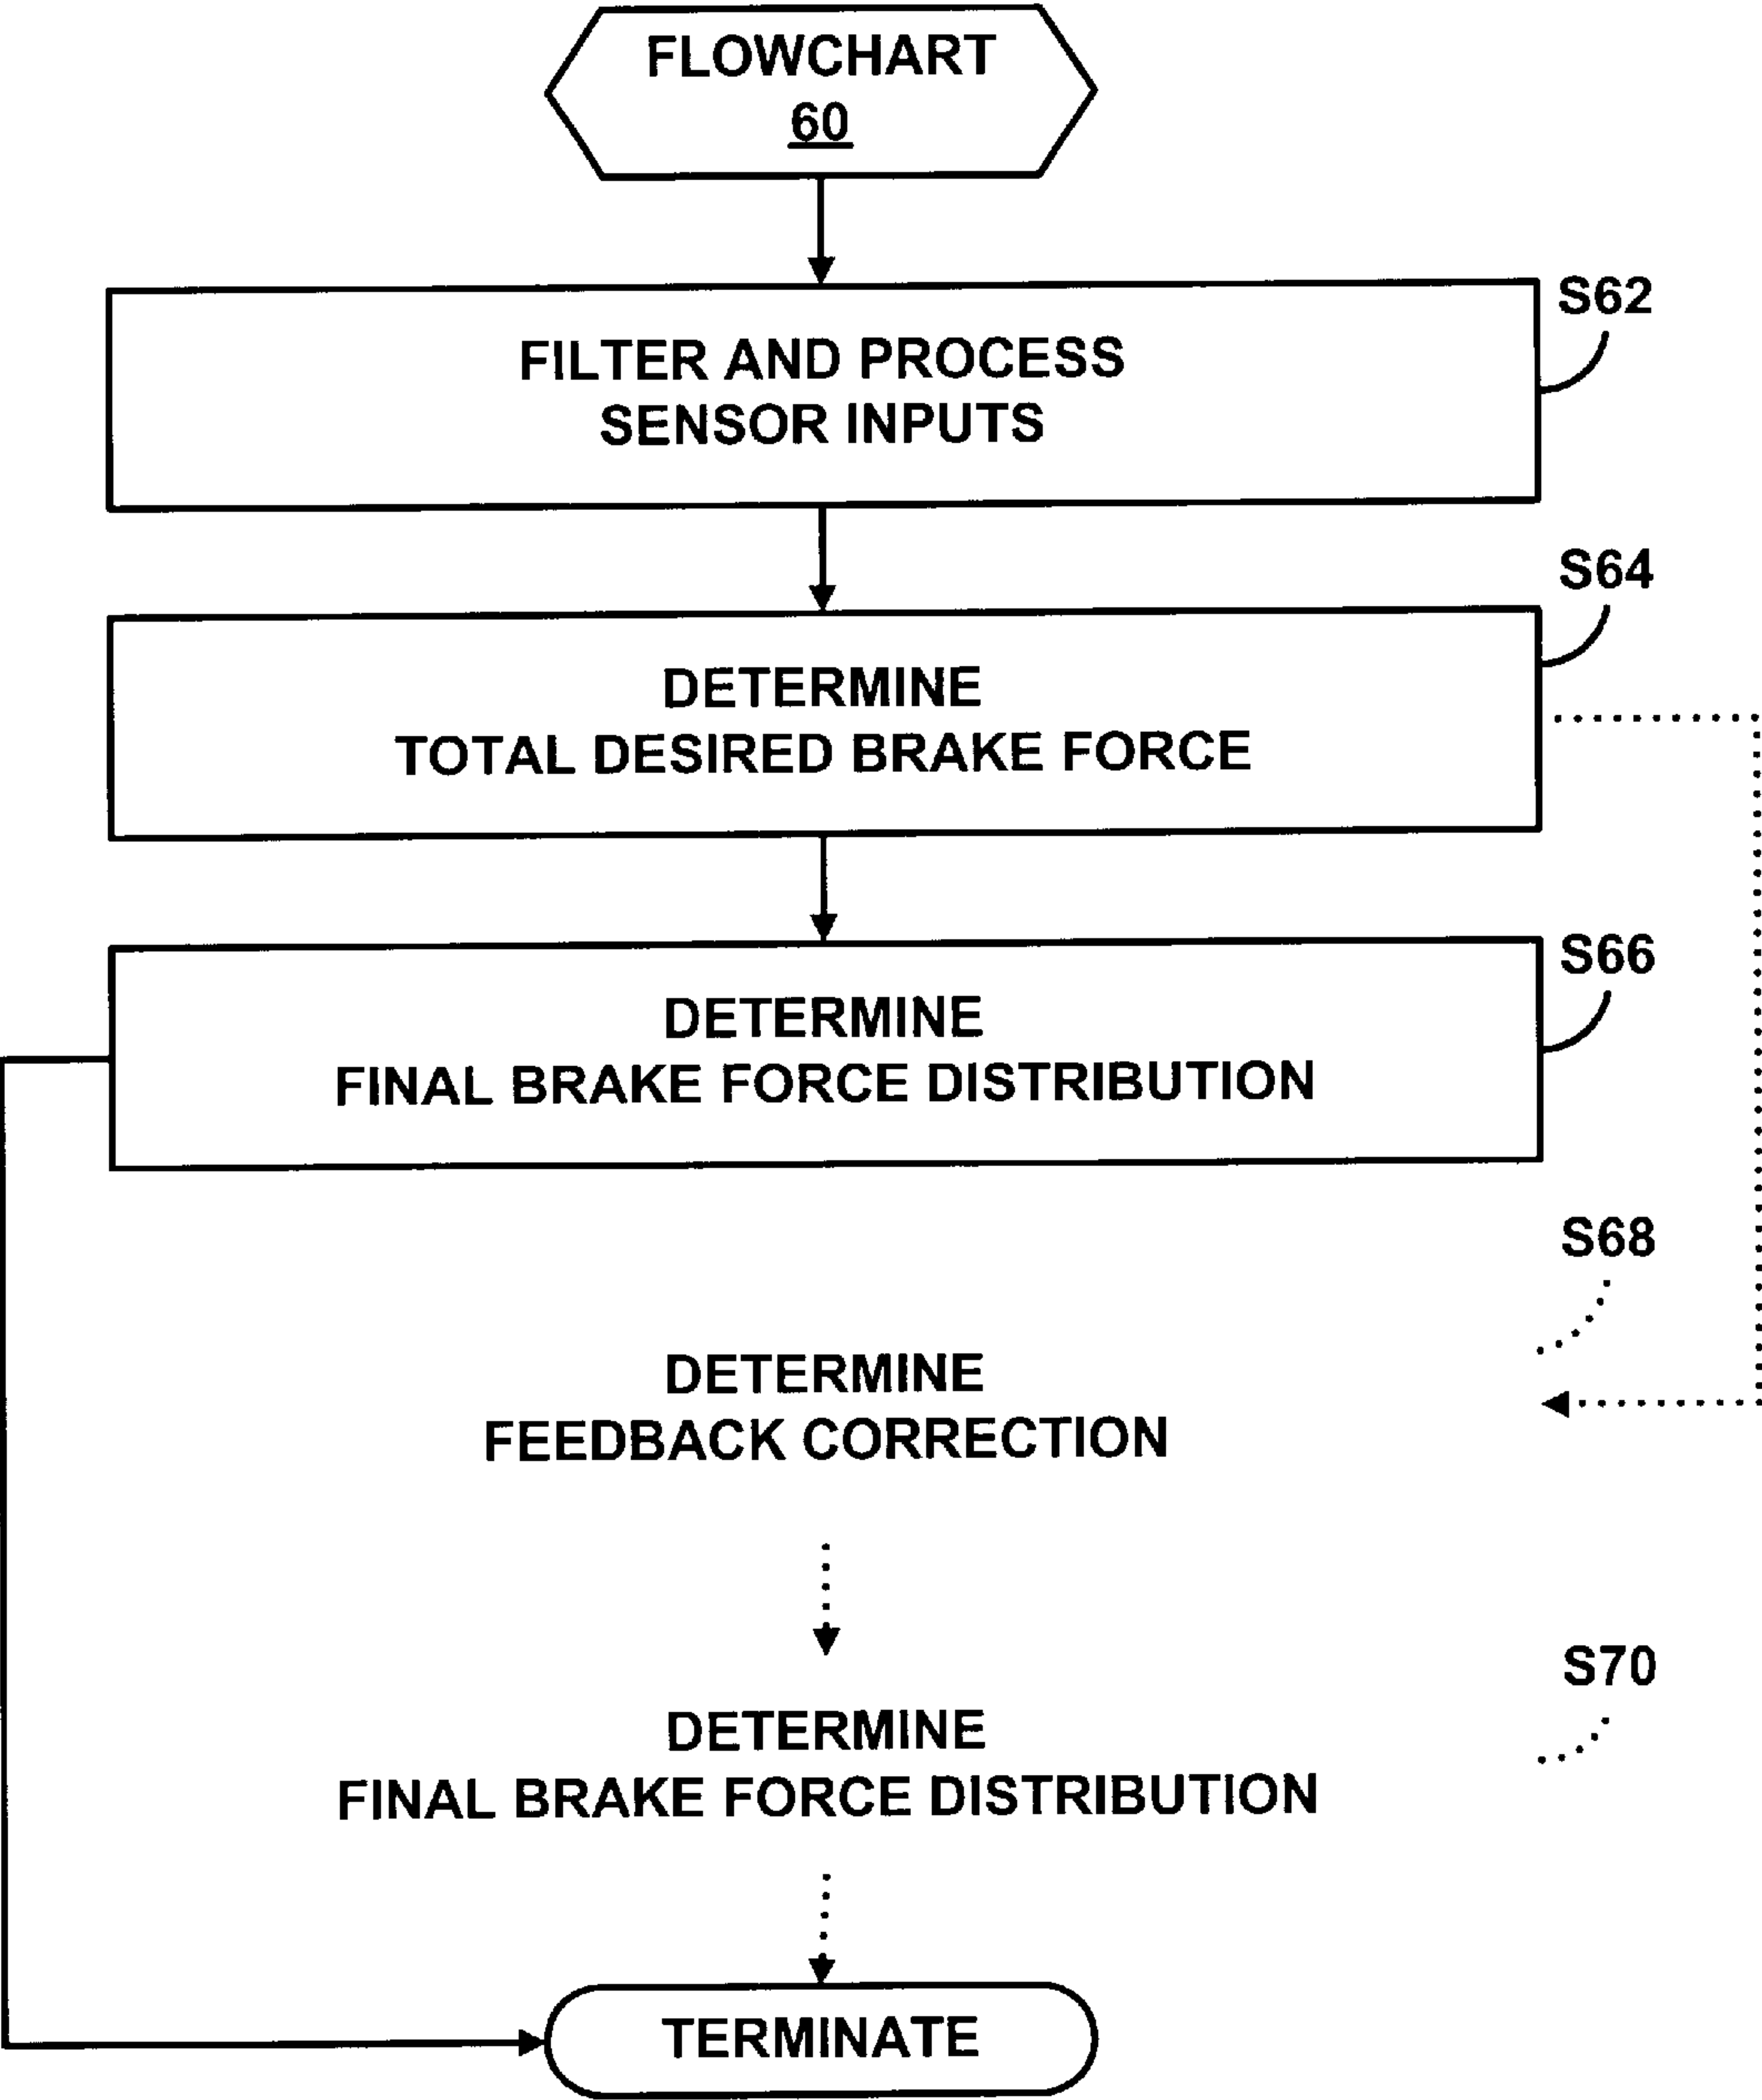 FLOWCHART
60
S62
FILTER AND PROCESS
SENSOR INPUTS
S64
DETERMINE
TOTAL DESIRED BRAKE FORCE
S66
DETERMINE
FINAL BRAKE FORCE DISTRIBUTION
S68
DETERMINE
FEEDBACK CORRECTION
S70
DETERMINE
FINAL BRAKE FORCE DISTRIBUTION
TERMINATE